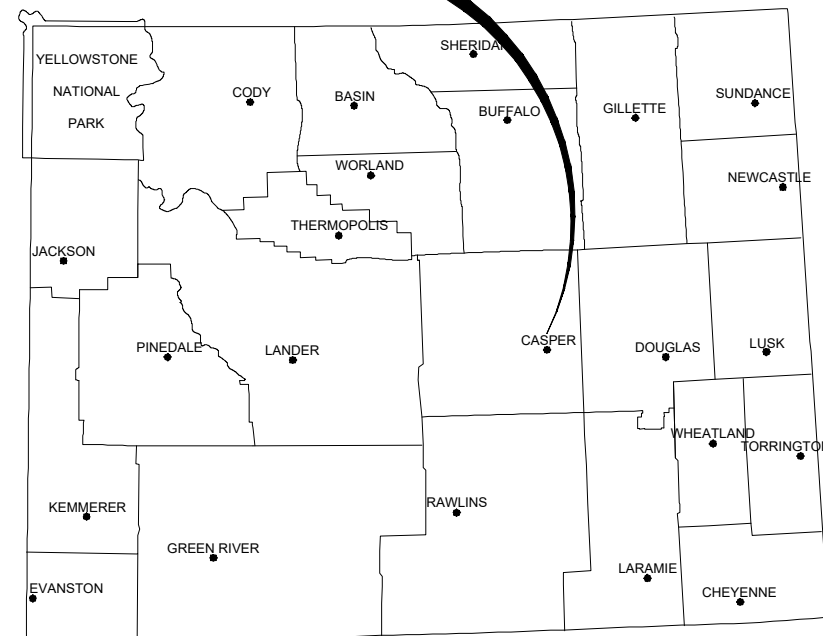 SHERIDAN
YELLOWSTONE
NATIONAL
PARK
CODY
BASIN
BUFFALO
GILLETTE
SUNDANCE
WORLAND
NEWCASTLE
THERMOPOLIS
JACKSON
PINEDALE
LANDER
CASPER
DOUGLAS
LUSK
WHEATLAND
TORRINGTO
KEMMERER
RAWLINS
GREEN RIVER
EVANSTON
LARAMIE
CHEYENNE